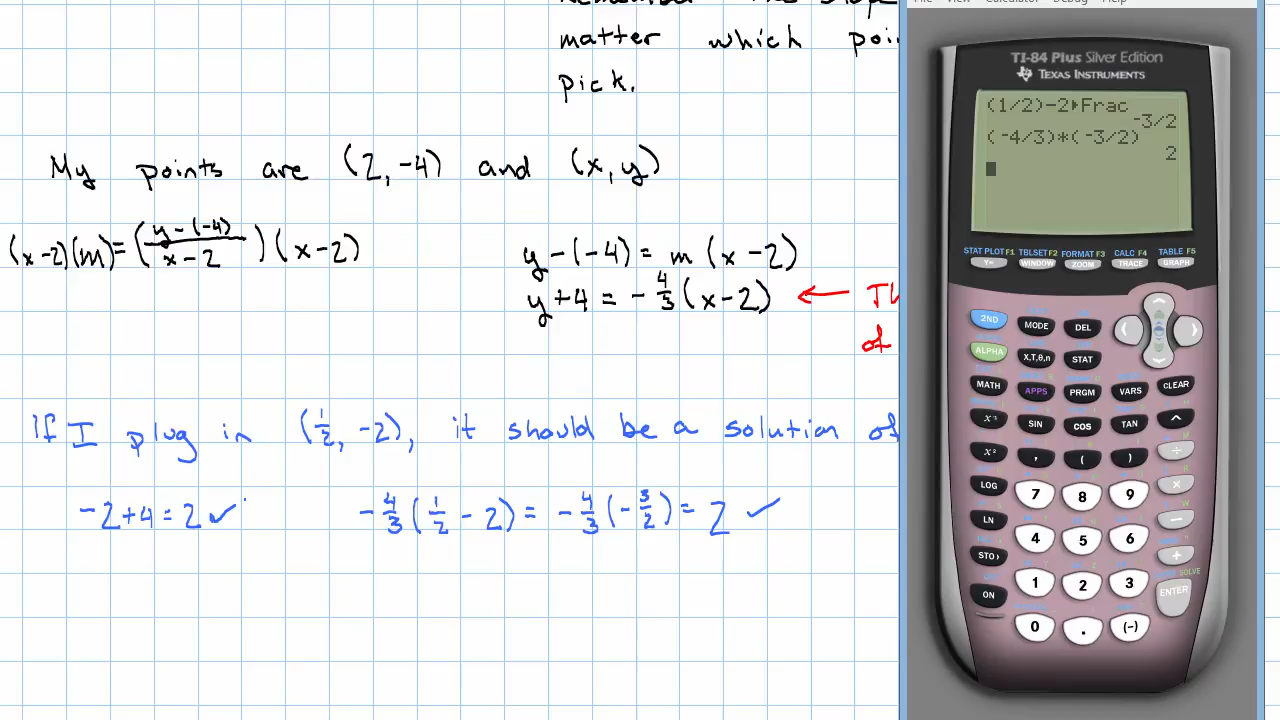 matter which
pick.
My points are (2, -4) and (x, y)
(x-2)(m) = (y-(-4)/x-2)(x-2)
y-(-4) = m(x-2)
y+4 = -4/3(x-2) ←
of
If I plug in (1/2, -2), it should be a solution of
-2+4=2 ✓
-4/3(1/2-2) = -4/3(-3/2) = 2 ✓
TI-84 Plus Silver Edition
TEXAS INSTRUMENTS
(1/2)-2▶Frac
-3/2
(-4/3)*(-3/2)
2
STAT PLOT F1 TBLSET F2 FORMAT F3 CALC F4 TABLE F5
Y= WINDOW ZOOM TRACE GRAPH
2ND MODE DEL
ALPHA X,T,θ,n STAT
MATH APPS PRGM VARS CLEAR
SIN COS TAN ^
x² , ( ) ÷
LOG 7 8 9 ×
LN 4 5 6 −
STO› 1 2 3 +
ON 0 . (-) ENTER
SOLVE